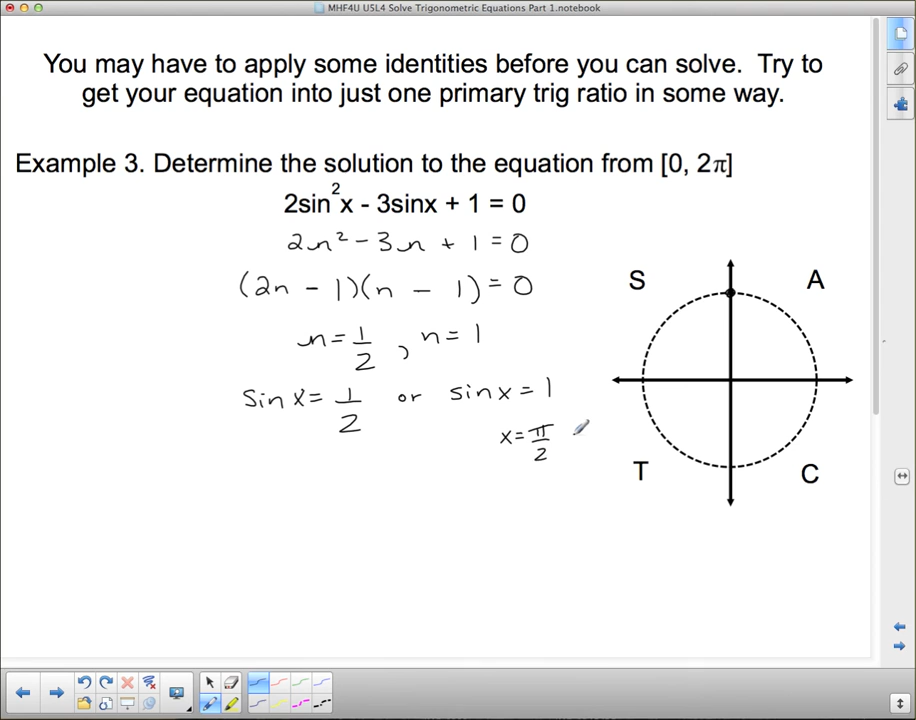 MHF4U U5L4 Solve Trigonometric Equations Part 1.notebook
You may have to apply some identities before you can solve. Try to
get your equation into just one primary trig ratio in some way.
Example 3. Determine the solution to the equation from [0, 2π]
2sin²x - 3sinx + 1 = 0
2n² - 3n + 1 = 0
(2n - 1)(n - 1) = 0
n = 1/2 , n = 1
sin x = 1/2 or sin x = 1
x = π/2
S A
T C